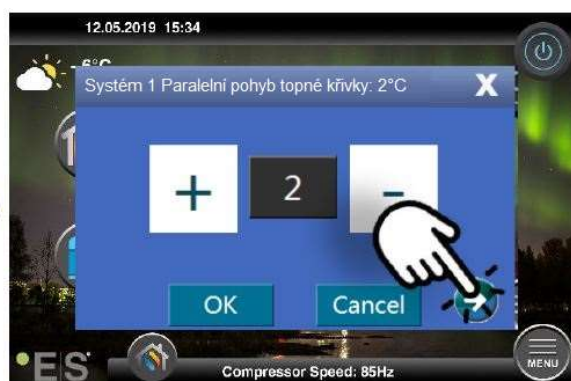 12.05.2019 15:34
-6°C
Systém 1 Paralelní pohyb topné křivky: 2°C
X
+ 2 -
OK Cancel
•ES
Compressor Speed: 85Hz
MENU